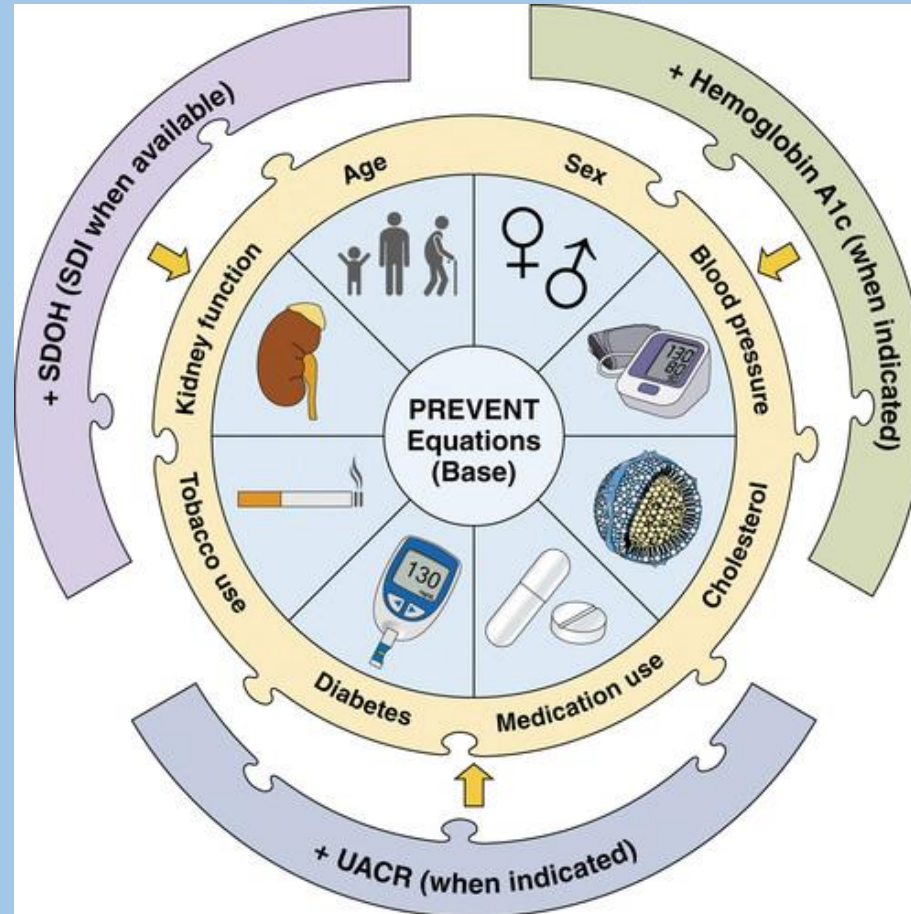 + SDOH (SDI when available)
+ Hemoglobin A1c (when indicated)
Age
Sex
Kidney function
Blood pressure
130
80
PREVENT
Equations
(Base)
Tobacco use
Cholesterol
130
Diabetes
Medication use
+ UACR (when indicated)